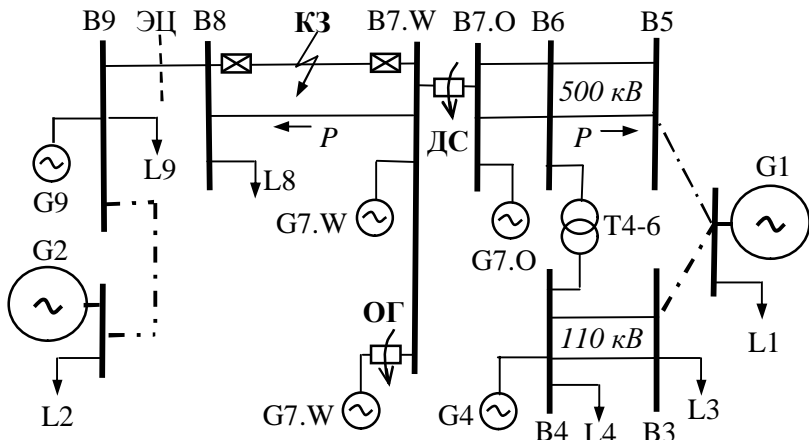 B9 ЭЦ B8 КЗ B7.W B7.O B6 B5
500 кВ
P P
ДС
L9 L8
G9 G7.W G7.O T4-6 G1
G2
ОГ
110 кВ
L1
L2 G7.W G4 L4 L3
B4 B3